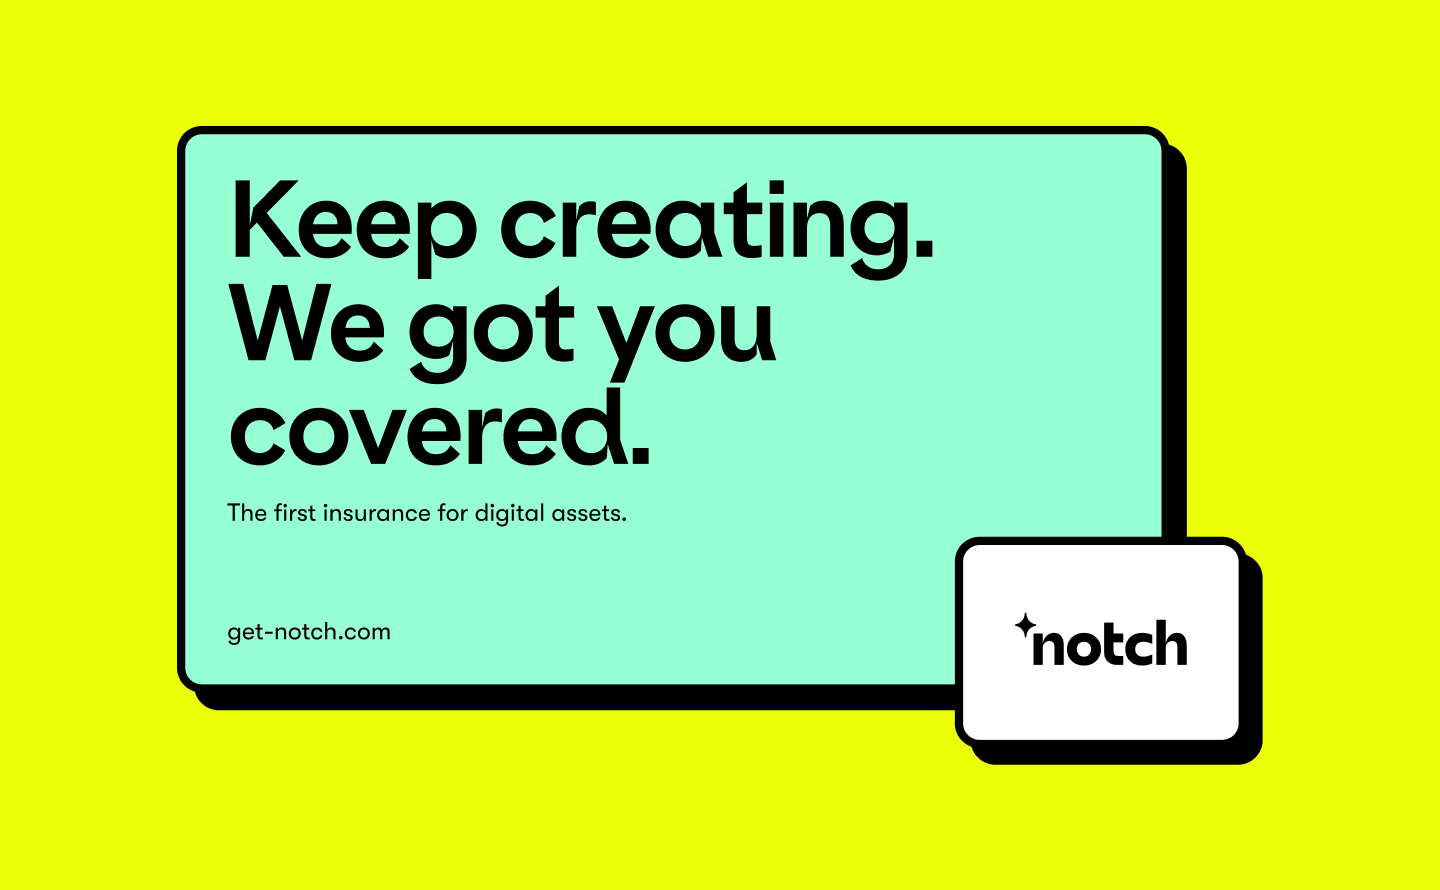 Keep creating.
We got you
covered.
The first insurance for digital assets.
get-notch.com
notch